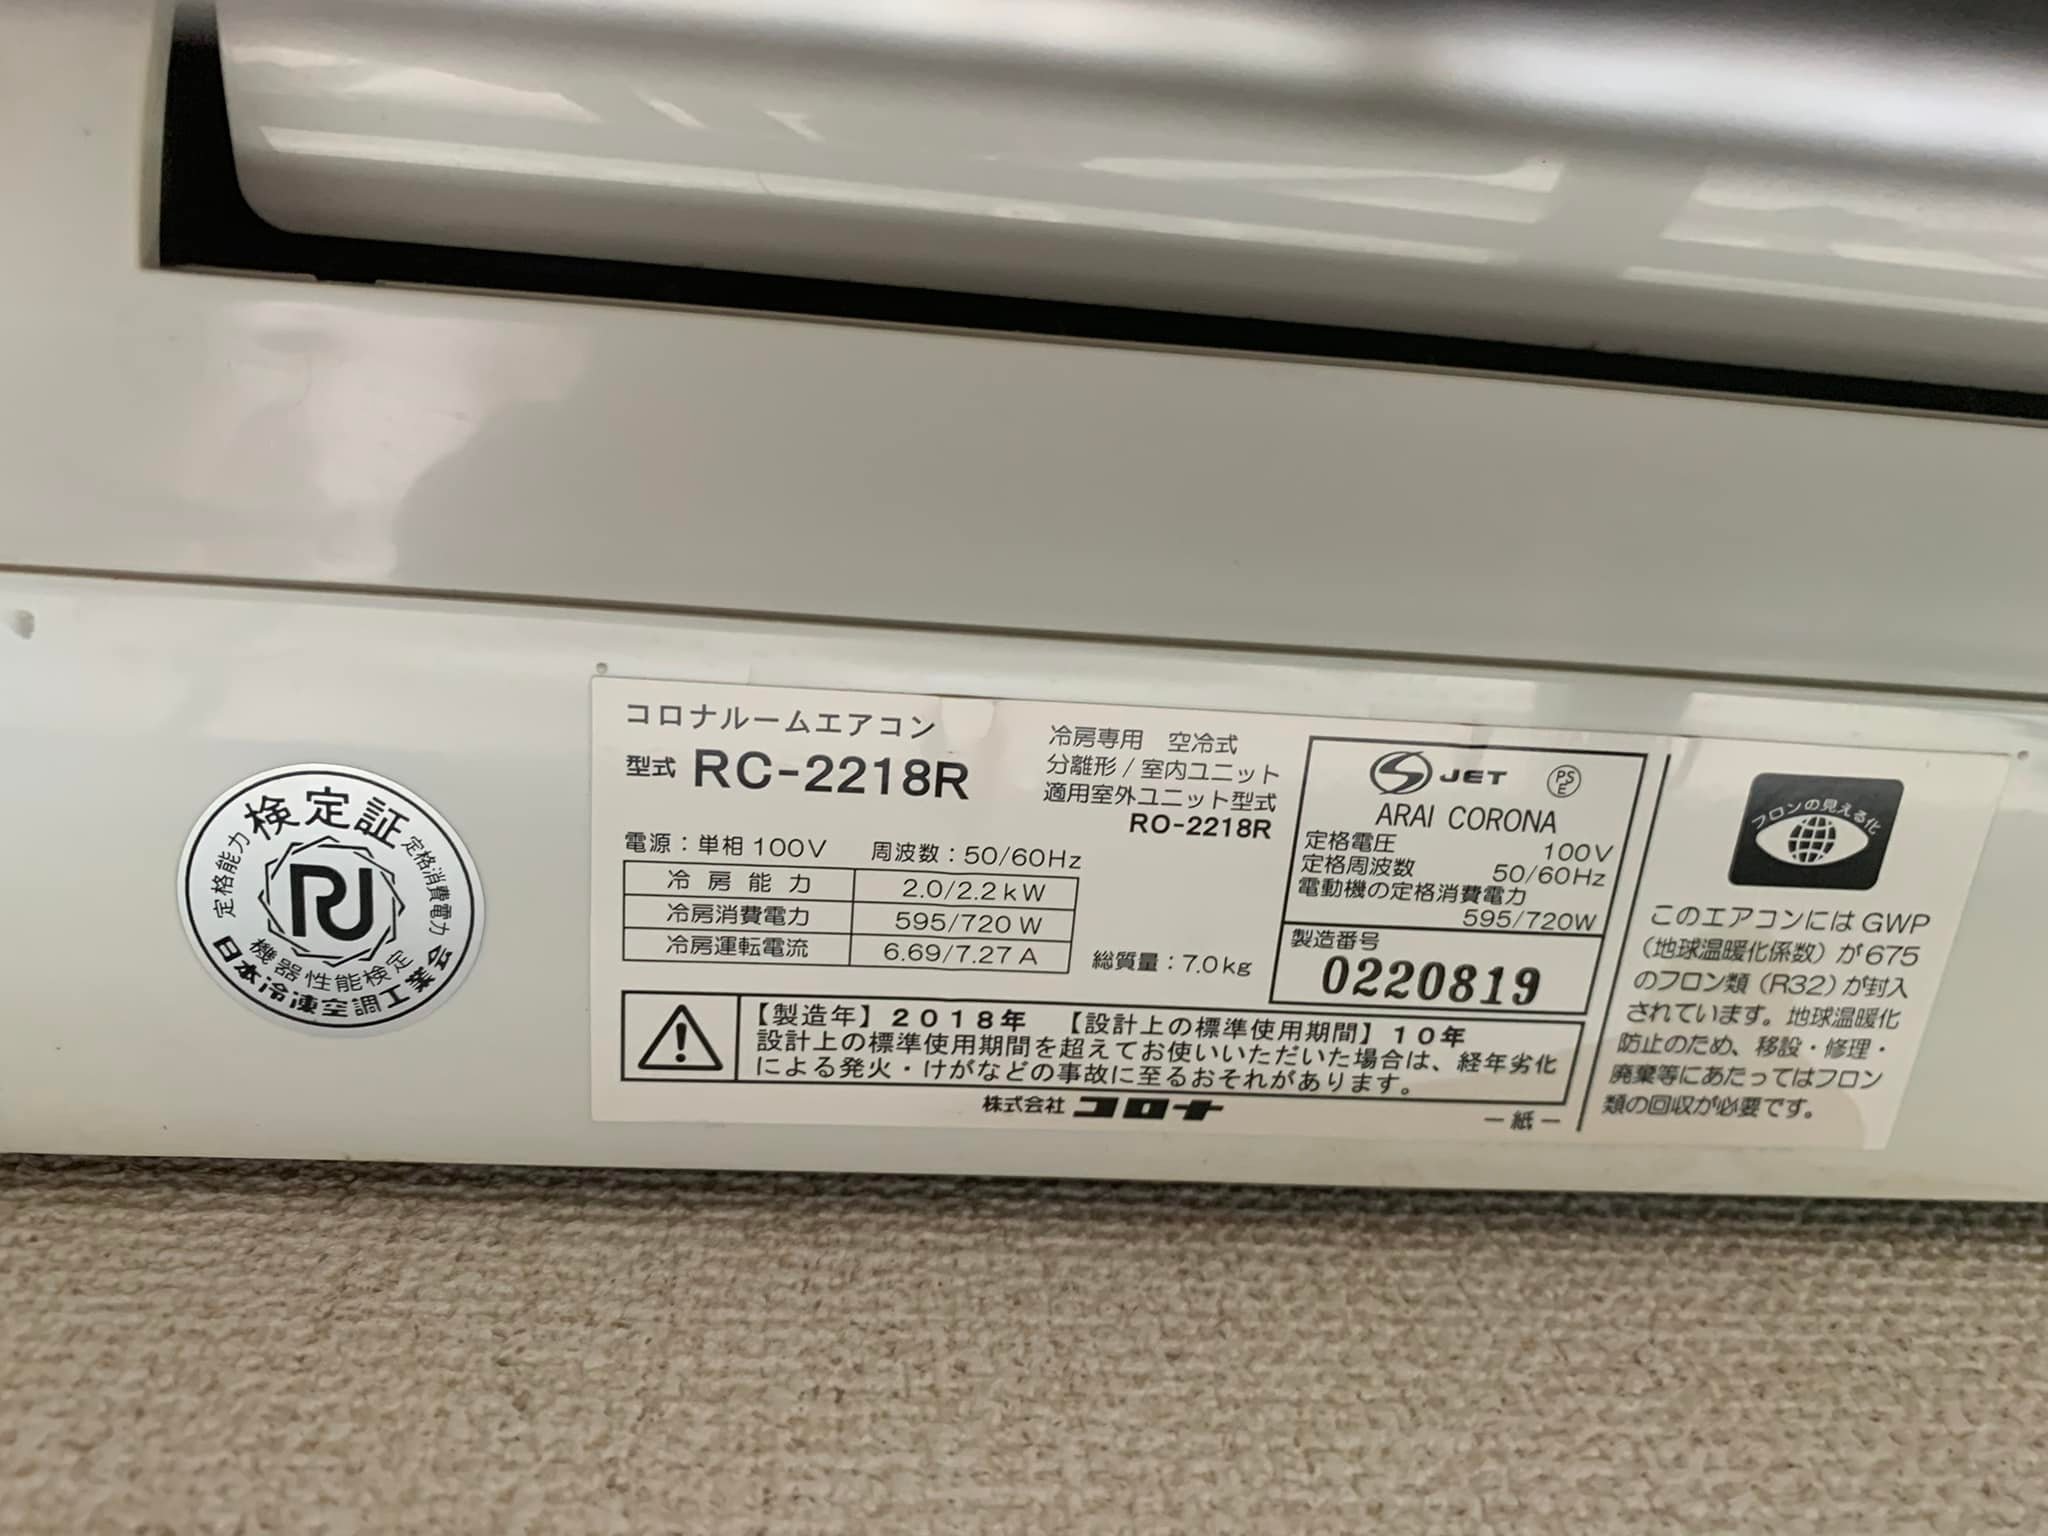 検定証
定格能力
定格消費電力
機器性能検定
日本冷凍空調工業会
コロナルームエアコン
型式 RC-2218R
冷房専用 空冷式
分離形/室内ユニット
適用室外ユニット型式
RO-2218R
電源:単相100V 周波数:50/60Hz
冷房能力 2.0/2.2kW
冷房消費電力 595/720W
冷房運転電流 6.69/7.27A
総質量:7.0kg
JET PSE
ARAI CORONA
定格電圧 100V
定格周波数 50/60Hz
電動機の定格消費電力
595/720W
製造番号
0220819
【製造年】2018年 【設計上の標準使用期間】10年
設計上の標準使用期間を超えてお使いいただいた場合は、経年劣化
による発火・けがなどの事故に至るおそれがあります。
株式会社 コロナ
-紙-
フロンの見える化
このエアコンにはGWP
(地球温暖化係数)が675
のフロン類(R32)が封入
されています。地球温暖化
防止のため、移設・修理・
廃棄等にあたってはフロン
類の回収が必要です。